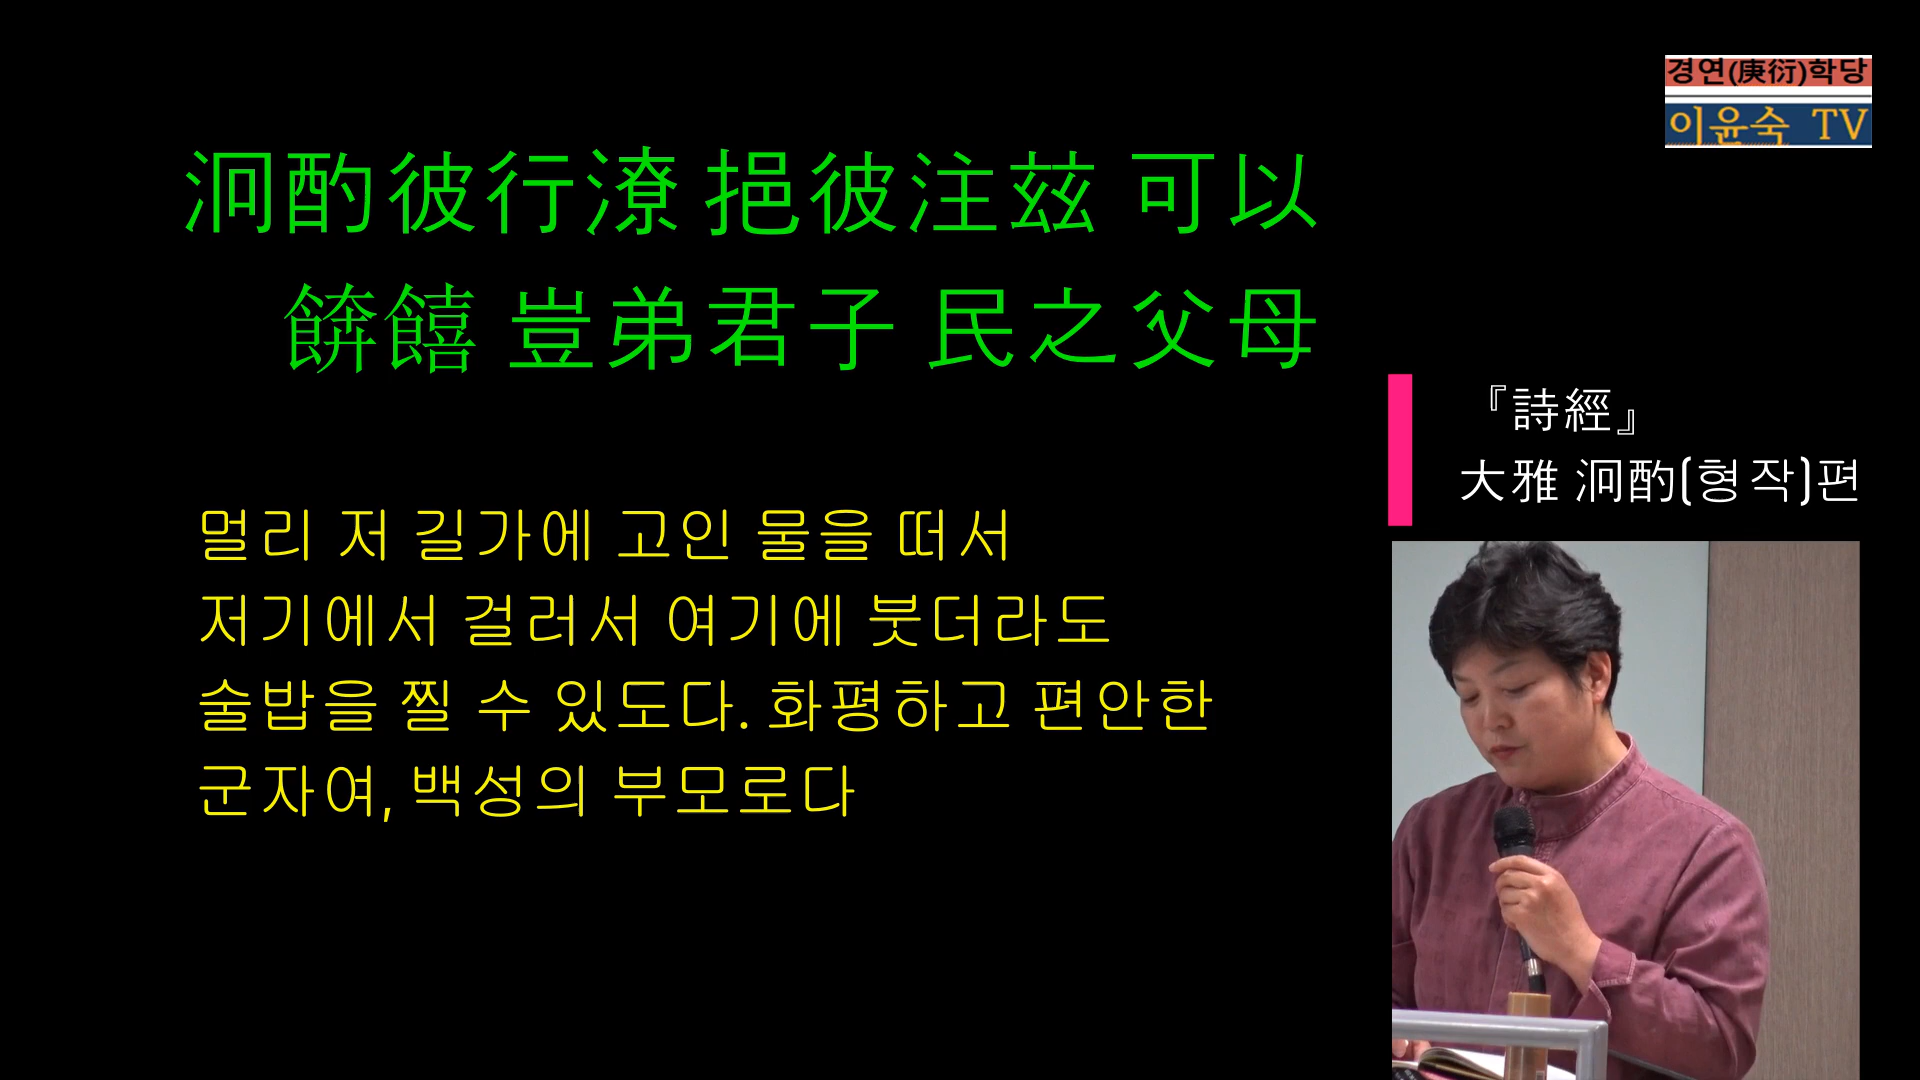 경연(庚衍)학당
이윤숙 TV
泂酌彼行潦 挹彼注茲 可以
餴饎 豈弟君子 民之父母
『詩經』
大雅 泂酌(형작)편
멀리 저 길가에 고인 물을 떠서
저기에서 걸러서 여기에 붓더라도
술밥을 찔 수 있도다. 화평하고 편안한
군자여, 백성의 부모로다